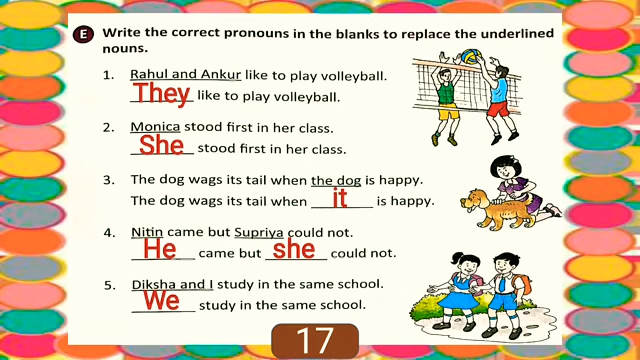 E Write the correct pronouns in the blanks to replace the underlined
nouns.
1. Rahul and Ankur like to play volleyball.
They like to play volleyball.
2. Monica stood first in her class.
She stood first in her class.
3. The dog wags its tail when the dog is happy.
The dog wags its tail when it is happy.
4. Nitin came but Supriya could not.
He came but she could not.
5. Diksha and I study in the same school.
We study in the same school.
17